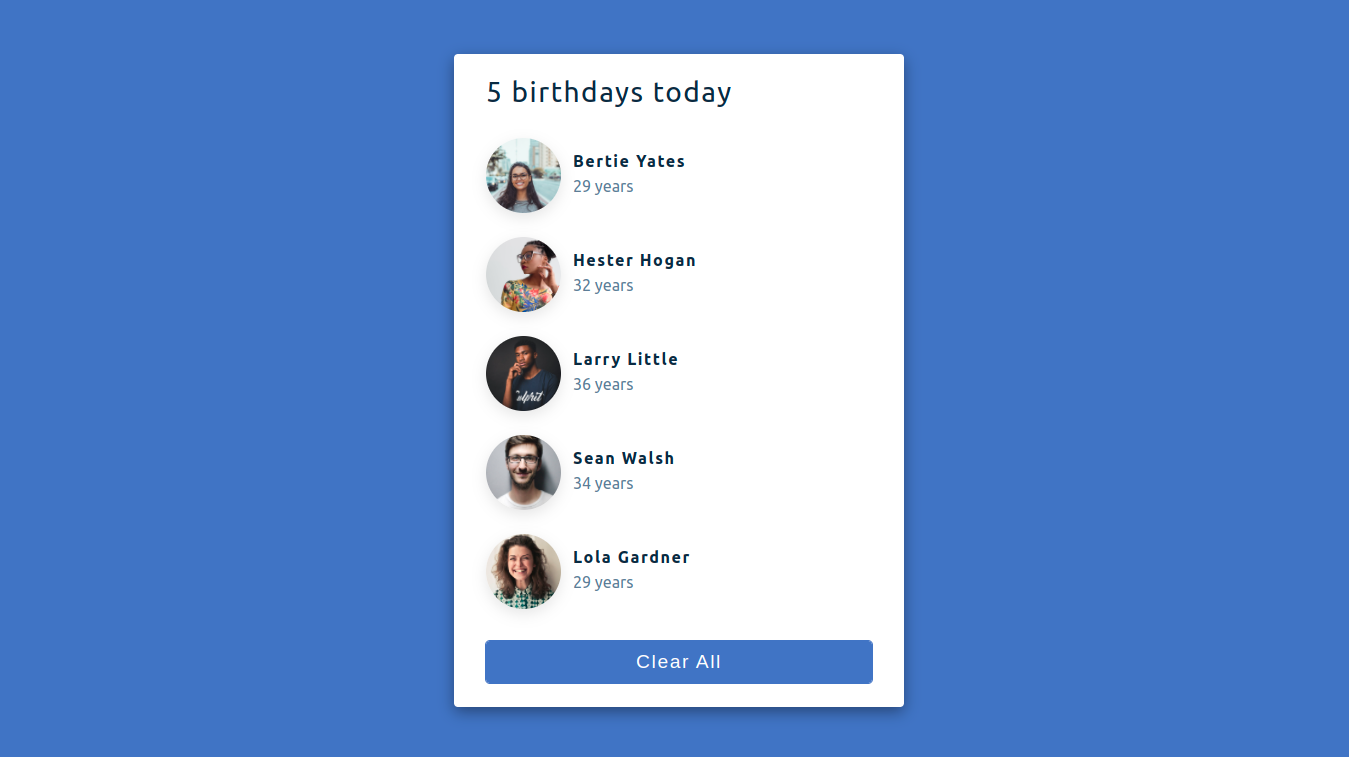 5 birthdays today
Bertie Yates
29 years
Hester Hogan
32 years
Larry Little
36 years
Sean Walsh
34 years
Lola Gardner
29 years
Clear All